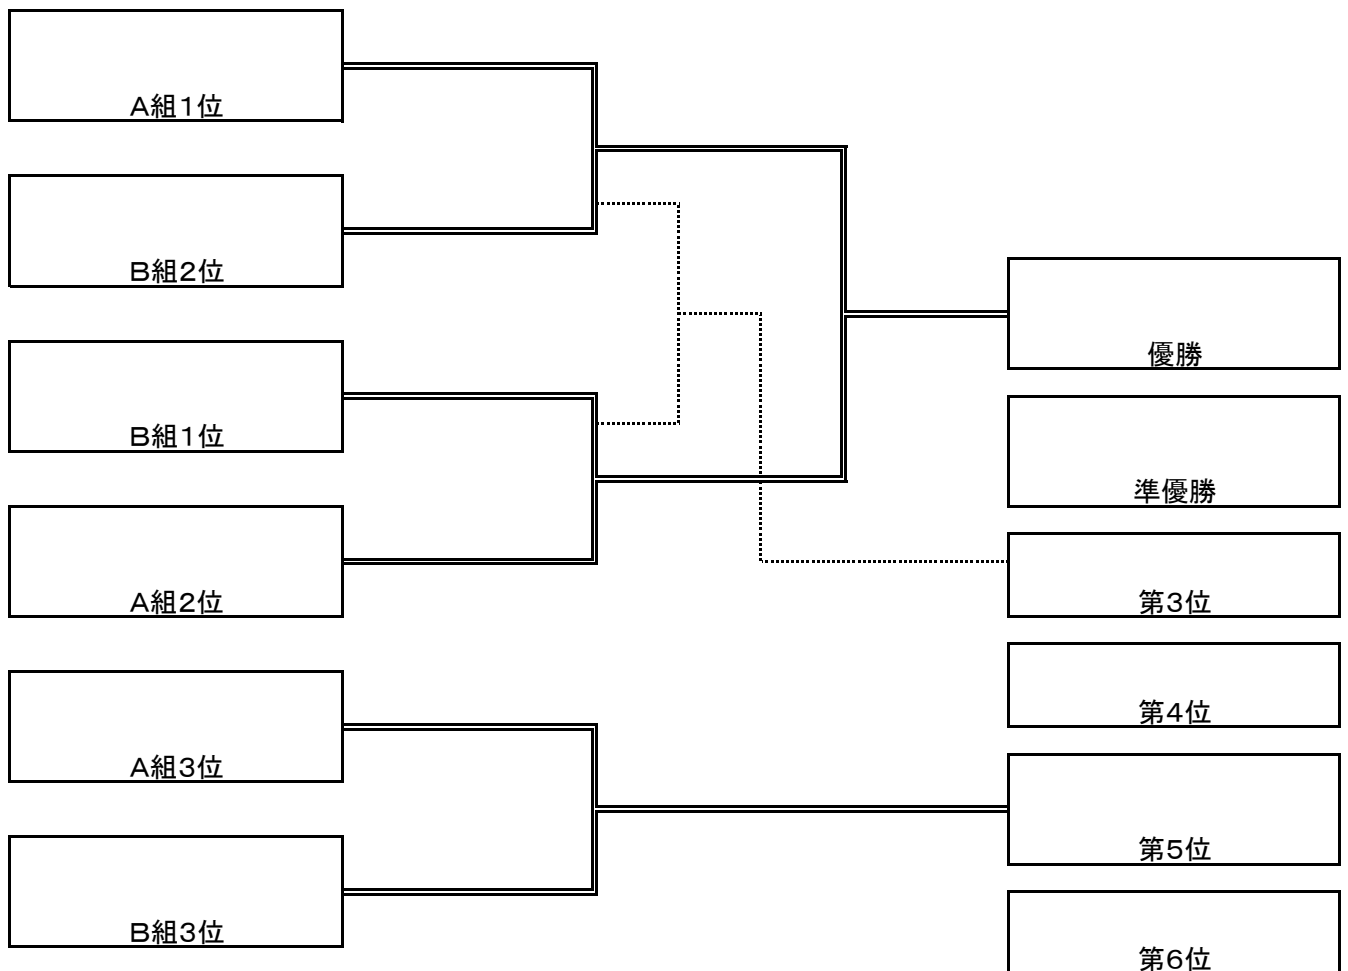 Ａ組１位
Ｂ組２位
Ｂ組１位
Ａ組２位
Ａ組３位
Ｂ組３位
優勝
準優勝
第３位
第４位
第５位
第６位